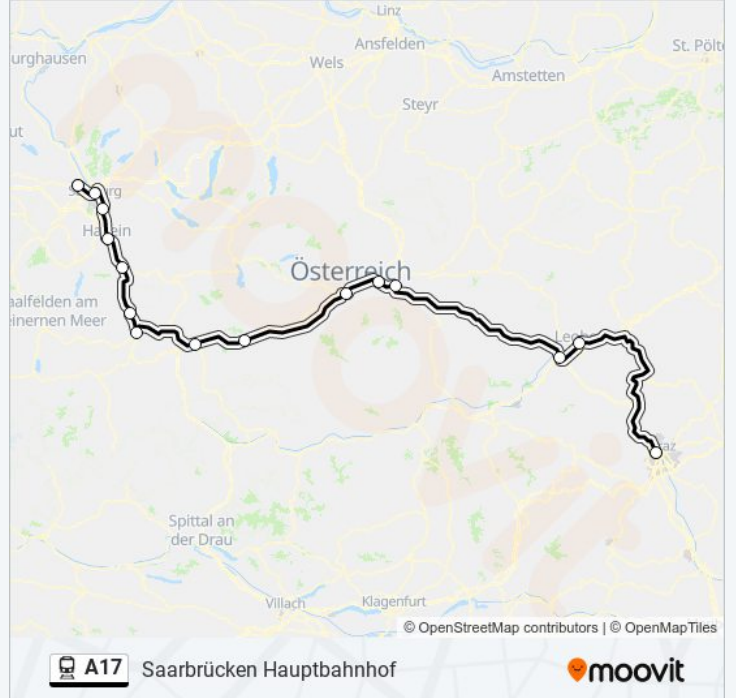 Linz
Ansfelden
St. Pölt
urghausen
Wels
Amstetten
Steyr
ut
Österreich
aalfelden am
einernen Meer
Spittal an
der Drau
Villach
Klagenfurt
© OpenStreetMap contributors | © OpenMapTiles
A17 Saarbrücken Hauptbahnhof
moovit